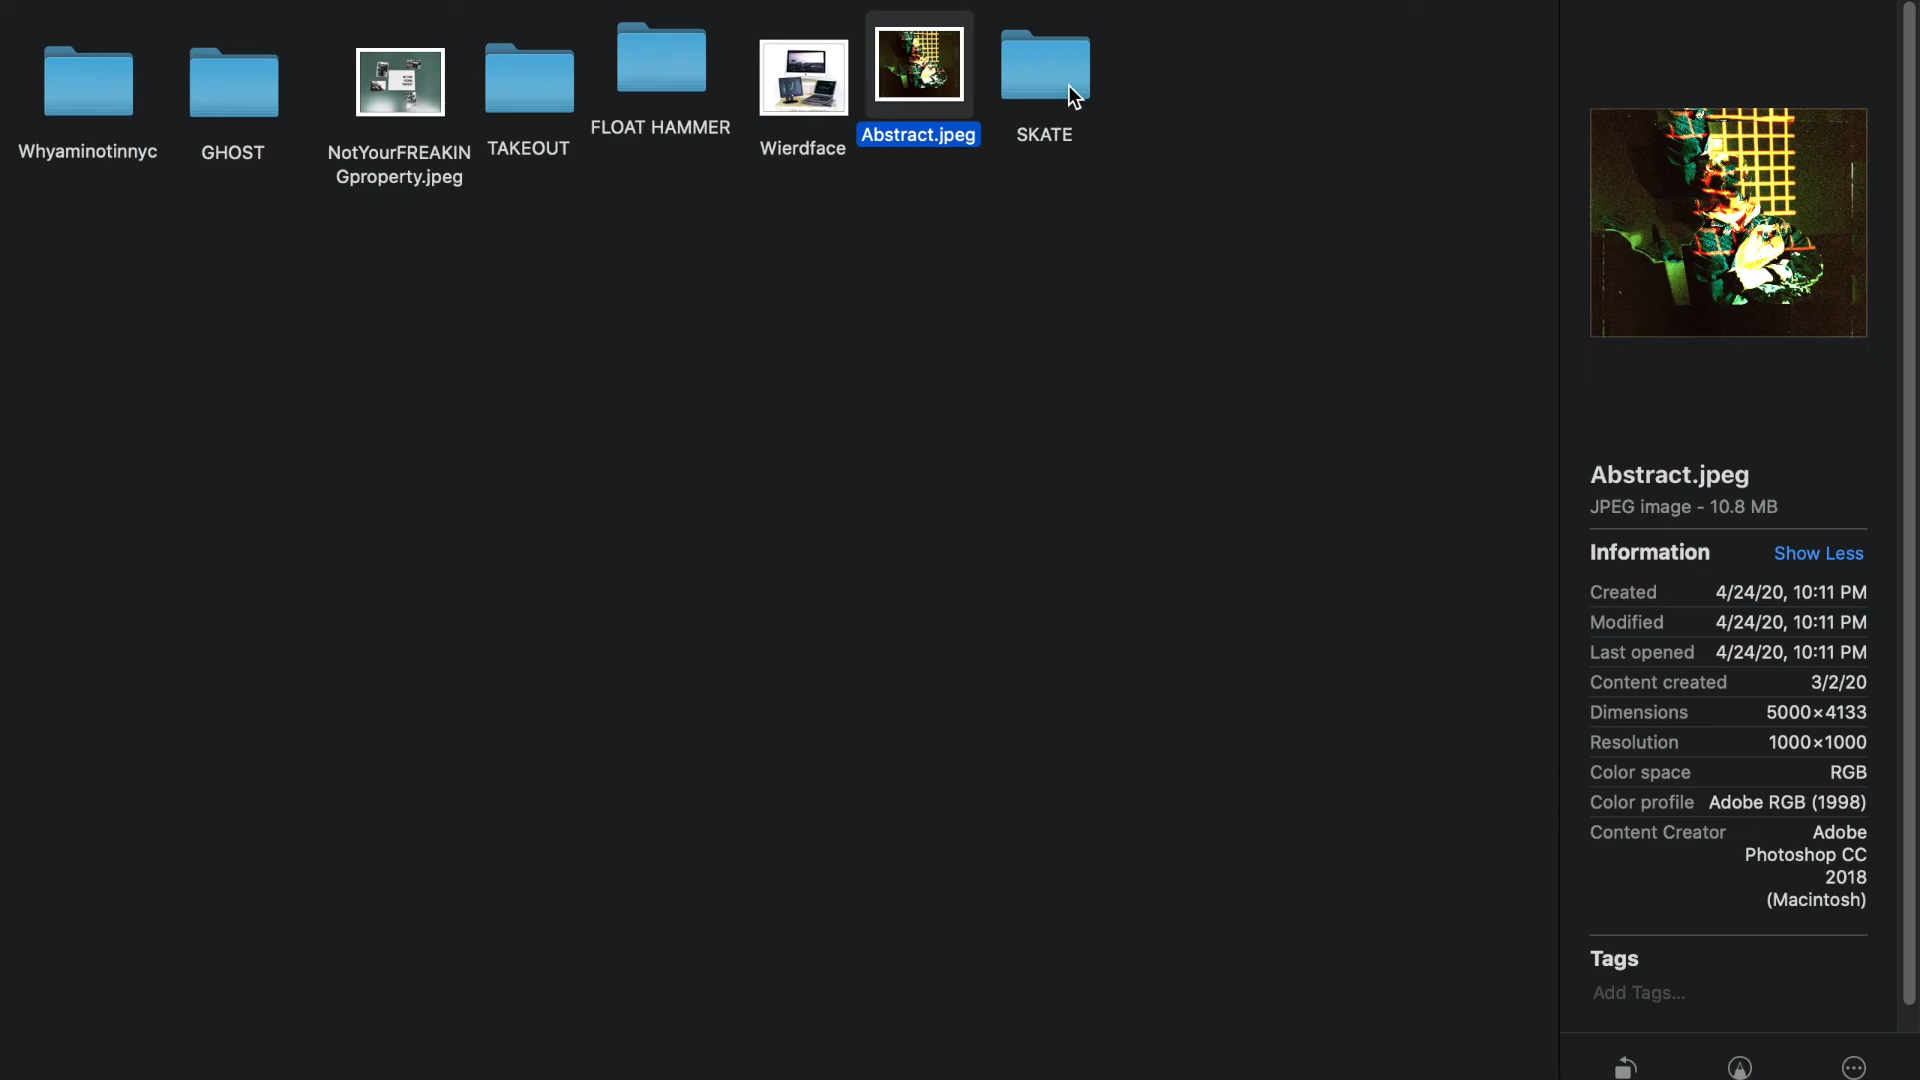 Whyaminotinnyc
GHOST
NotYourFREAKIN
Gproperty.jpeg
TAKEOUT
FLOAT HAMMER
Wierdface
Abstract.jpeg
SKATE
Abstract.jpeg
JPEG image - 10.8 MB
Information Show Less
Created 4/24/20, 10:11 PM
Modified 4/24/20, 10:11 PM
Last opened 4/24/20, 10:11 PM
Content created 3/2/20
Dimensions 5000×4133
Resolution 1000×1000
Color space RGB
Color profile Adobe RGB (1998)
Content Creator Adobe
Photoshop CC
2018
(Macintosh)
Tags
Add Tags...